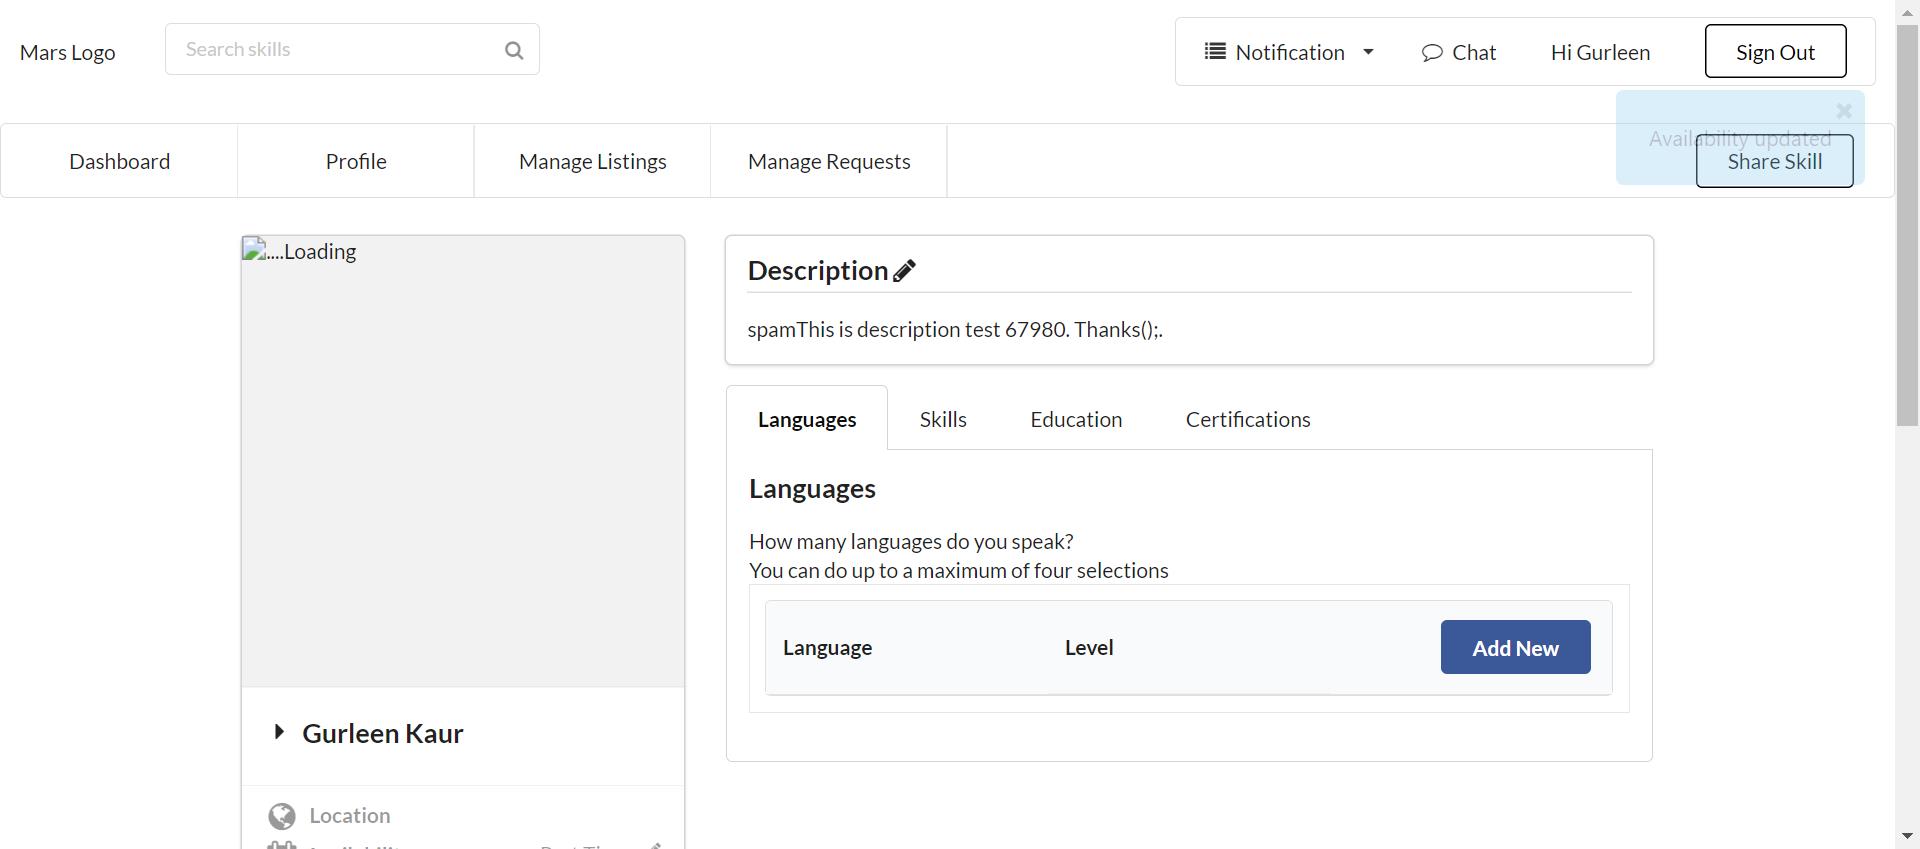 Mars Logo
Search skills
Notification
Chat
Hi Gurleen
Sign Out
Availability updated
Dashboard
Profile
Manage Listings
Manage Requests
Share Skill
....Loading
Description
spamThis is description test 67980. Thanks();.
Languages
Skills
Education
Certifications
Languages
How many languages do you speak?
You can do up to a maximum of four selections
Language
Level
Add New
Gurleen Kaur
Location